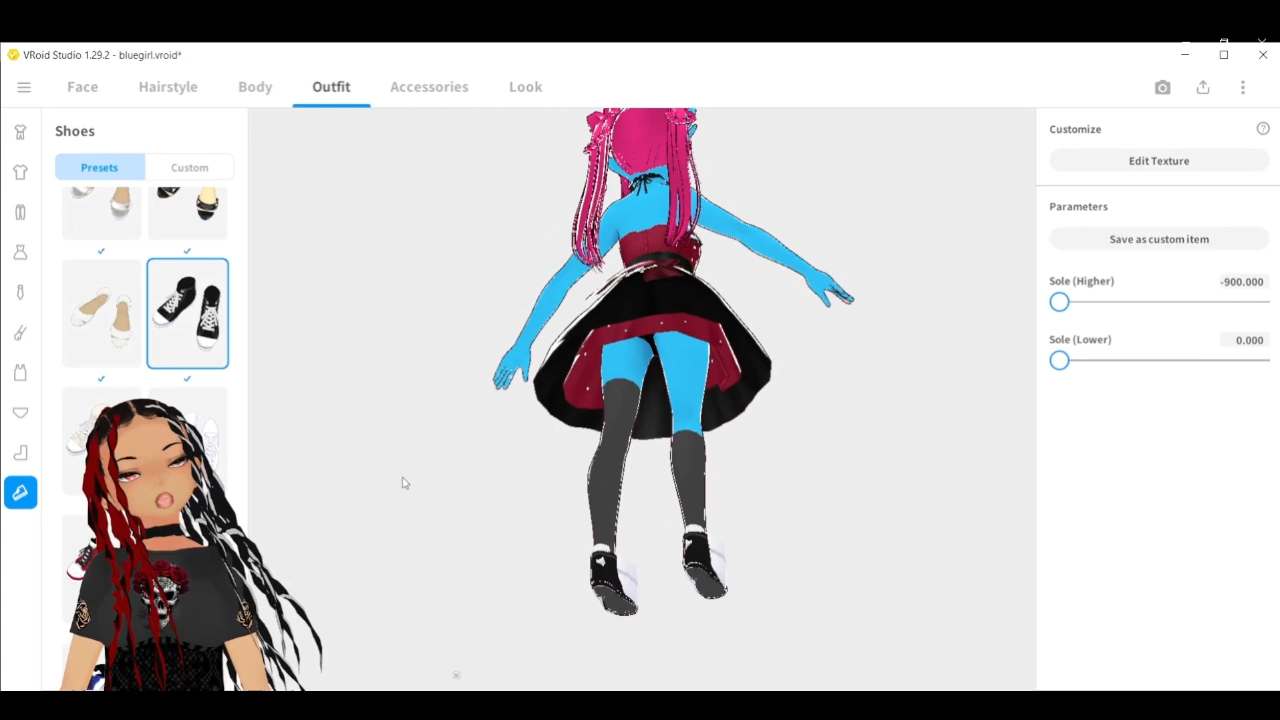 VRoid Studio 1.29.2 - bluegirl.vroid*
Face
Hairstyle
Body
Outfit
Accessories
Look
Shoes
Presets
Custom
Customize
Edit Texture
Parameters
Save as custom item
Sole (Higher)
-900.000
Sole (Lower)
0.000